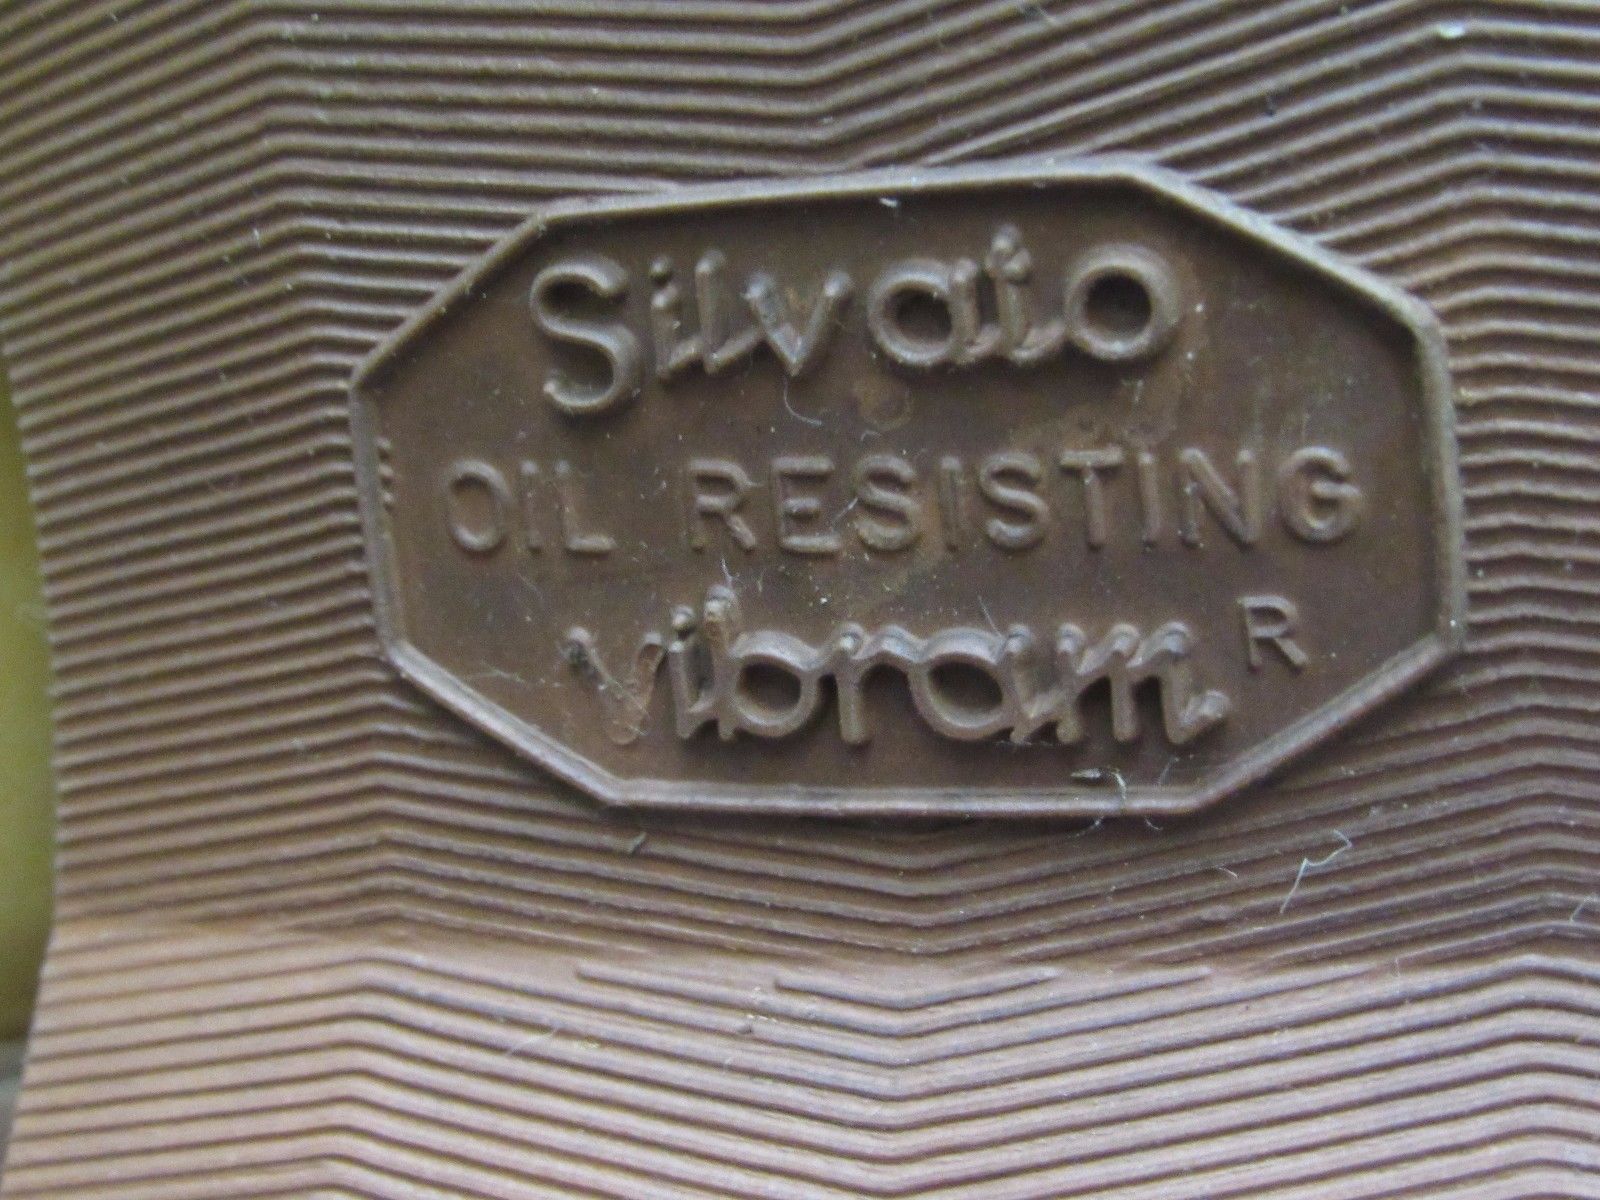 Silvato
OIL RESISTING
vibram R